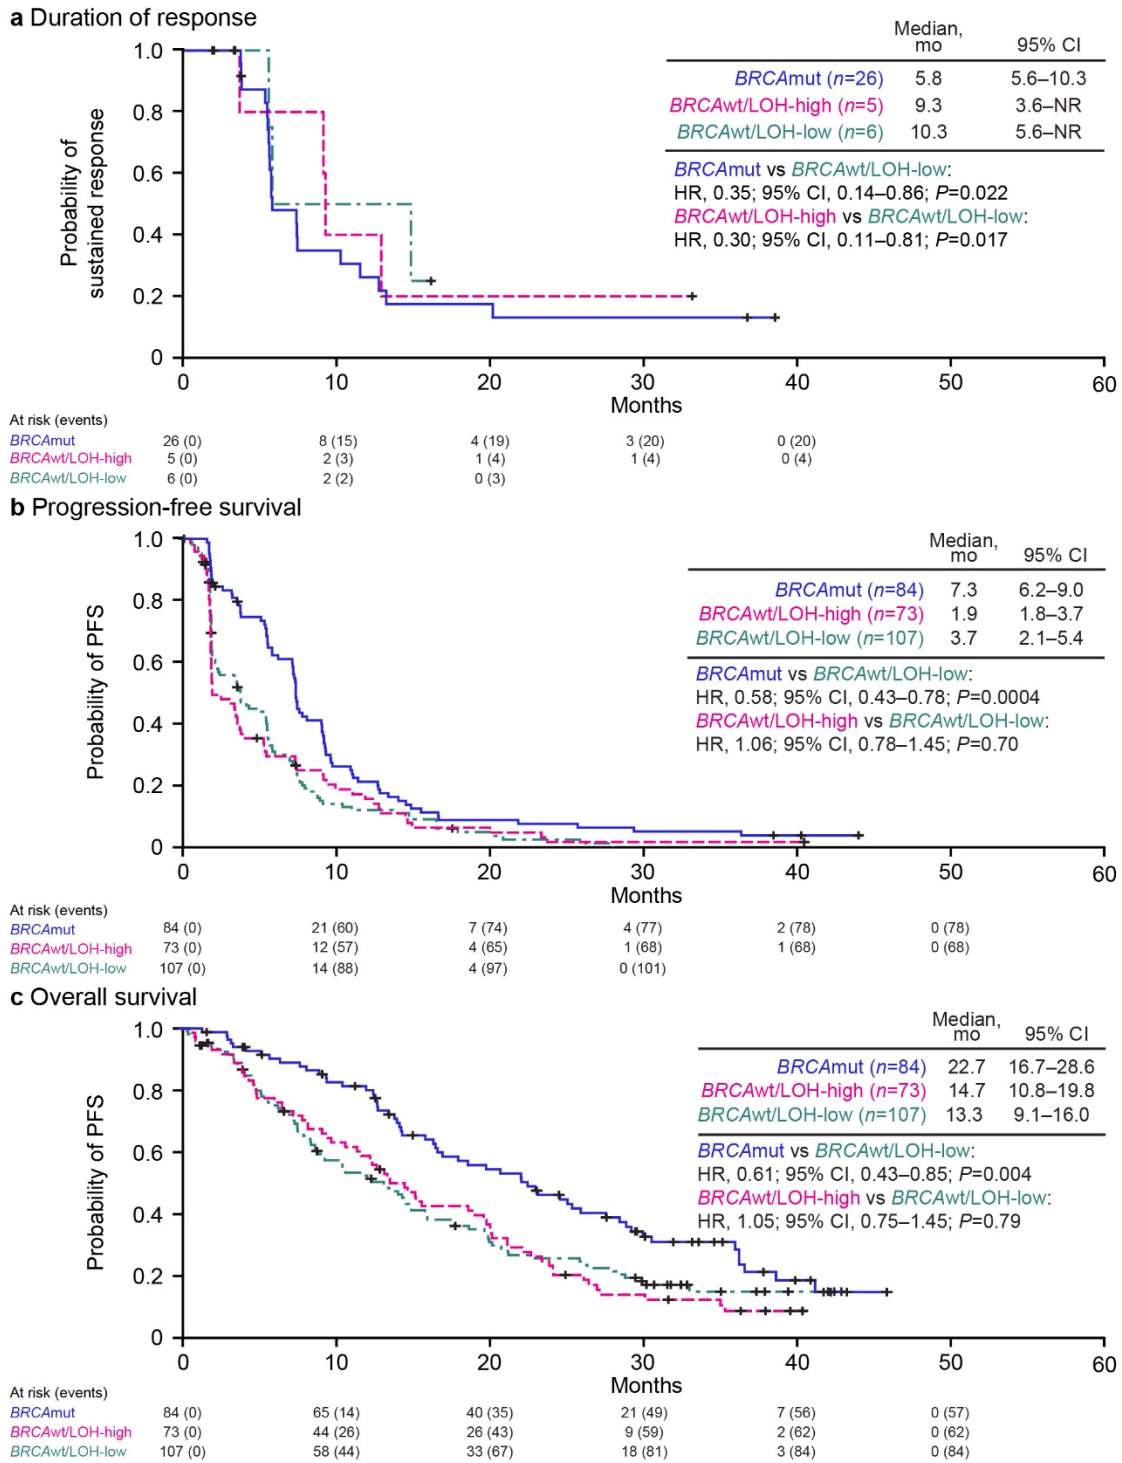 a Duration of response
Median, mo 95% CI
BRCAmut (n=26) 5.8 5.6–10.3
BRCAwt/LOH-high (n=5) 9.3 3.6–NR
BRCAwt/LOH-low (n=6) 10.3 5.6–NR
BRCAmut vs BRCAwt/LOH-low:
HR, 0.35; 95% CI, 0.14–0.86; P=0.022
BRCAwt/LOH-high vs BRCAwt/LOH-low:
HR, 0.30; 95% CI, 0.11–0.81; P=0.017
Probability of
sustained response
1.0
0.8
0.6
0.4
0.2
0
0 10 20 30 40 50 60
Months
At risk (events)
BRCAmut 26 (0) 8 (15) 4 (19) 3 (20) 0 (20)
BRCAwt/LOH-high 5 (0) 2 (3) 1 (4) 1 (4) 0 (4)
BRCAwt/LOH-low 6 (0) 2 (2) 0 (3)
b Progression-free survival
Median, mo 95% CI
BRCAmut (n=84) 7.3 6.2–9.0
BRCAwt/LOH-high (n=73) 1.9 1.8–3.7
BRCAwt/LOH-low (n=107) 3.7 2.1–5.4
BRCAmut vs BRCAwt/LOH-low:
HR, 0.58; 95% CI, 0.43–0.78; P=0.0004
BRCAwt/LOH-high vs BRCAwt/LOH-low:
HR, 1.06; 95% CI, 0.78–1.45; P=0.70
Probability of PFS
1.0
0.8
0.6
0.4
0.2
0
0 10 20 30 40 50 60
Months
At risk (events)
BRCAmut 84 (0) 21 (60) 7 (74) 4 (77) 2 (78) 0 (78)
BRCAwt/LOH-high 73 (0) 12 (57) 4 (65) 1 (68) 1 (68) 0 (68)
BRCAwt/LOH-low 107 (0) 14 (88) 4 (97) 0 (101)
c Overall survival
Median, mo 95% CI
BRCAmut (n=84) 22.7 16.7–28.6
BRCAwt/LOH-high (n=73) 14.7 10.8–19.8
BRCAwt/LOH-low (n=107) 13.3 9.1–16.0
BRCAmut vs BRCAwt/LOH-low:
HR, 0.61; 95% CI, 0.43–0.85; P=0.004
BRCAwt/LOH-high vs BRCAwt/LOH-low:
HR, 1.05; 95% CI, 0.75–1.45; P=0.79
Probability of PFS
1.0
0.8
0.6
0.4
0.2
0
0 10 20 30 40 50 60
Months
At risk (events)
BRCAmut 84 (0) 65 (14) 40 (35) 21 (49) 7 (56) 0 (57)
BRCAwt/LOH-high 73 (0) 44 (26) 26 (43) 9 (59) 2 (62) 0 (62)
BRCAwt/LOH-low 107 (0) 58 (44) 33 (67) 18 (81) 3 (84) 0 (84)